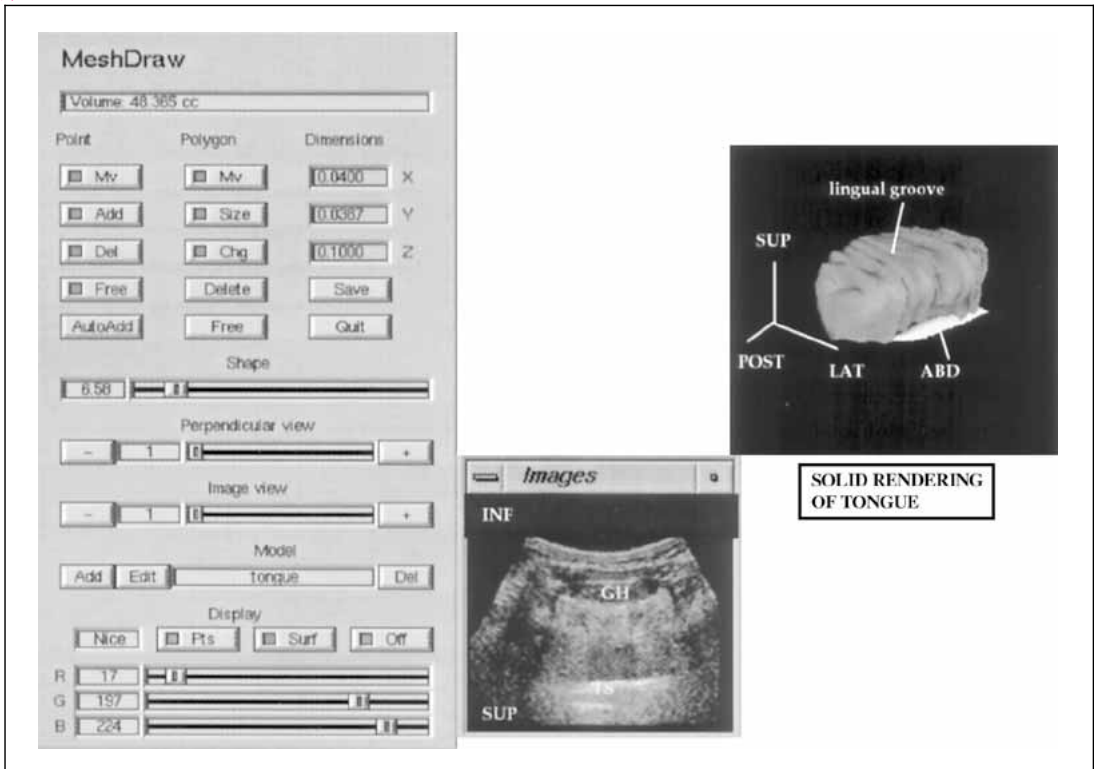 MeshDraw
Volume: 48.365 cc
Point Polygon Dimensions
Mv Mv 0.0400 X
Add Size 0.0367 Y
Del Chg 0.1000 Z
Free Delete Save
AutoAdd Free Quit
Shape
6.58
Perpendicular view
- 1 +
Image view
- 1 +
Model
Add Edit tongue Del
Display
Nice Pts Surf Off
R 17
G 197
B 224
Images
INF
GH
TS
SUP
lingual groove
SUP
POST LAT ABD
SOLID RENDERING
OF TONGUE